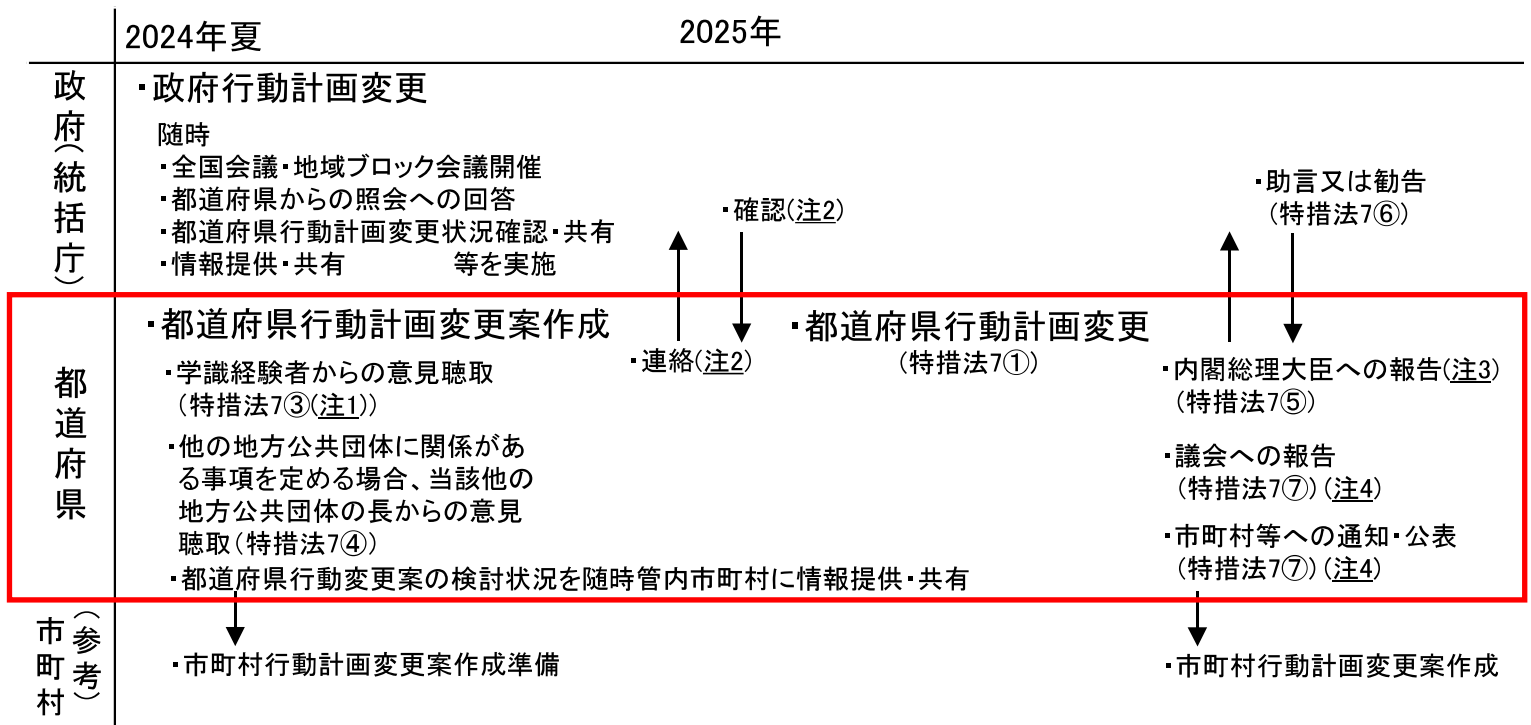 2024年夏
2025年
政府(統括庁)
・政府行動計画変更
随時
・全国会議・地域ブロック会議開催
・都道府県からの照会への回答
・都道府県行動計画変更状況確認・共有
・情報提供・共有 等を実施
・確認(注2)
・助言又は勧告
(特措法7⑥)
都道府県
・都道府県行動計画変更案作成
・学識経験者からの意見聴取
(特措法7③(注1))
・他の地方公共団体に関係があ
る事項を定める場合、当該他の
地方公共団体の長からの意見
聴取(特措法7④)
・都道府県行動変更案の検討状況を随時管内市町村に情報提供・共有
・連絡(注2)
・都道府県行動計画変更
(特措法7①)
・内閣総理大臣への報告(注3)
(特措法7⑤)
・議会への報告
(特措法7⑦)(注4)
・市町村等への通知・公表
(特措法7⑦)(注4)
市町村
(参考)
・市町村行動計画変更案作成準備
・市町村行動計画変更案作成